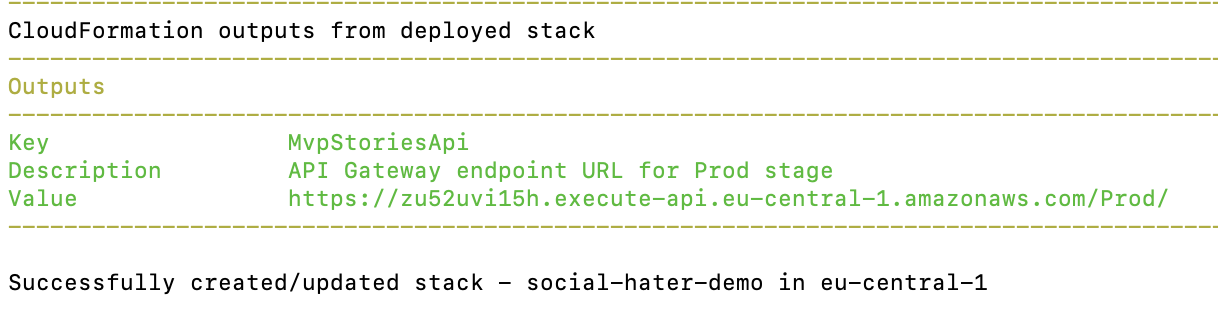 CloudFormation outputs from deployed stack
Outputs
Key MvpStoriesApi
Description API Gateway endpoint URL for Prod stage
Value https://zu52uvi15h.execute-api.eu-central-1.amazonaws.com/Prod/
Successfully created/updated stack - social-hater-demo in eu-central-1